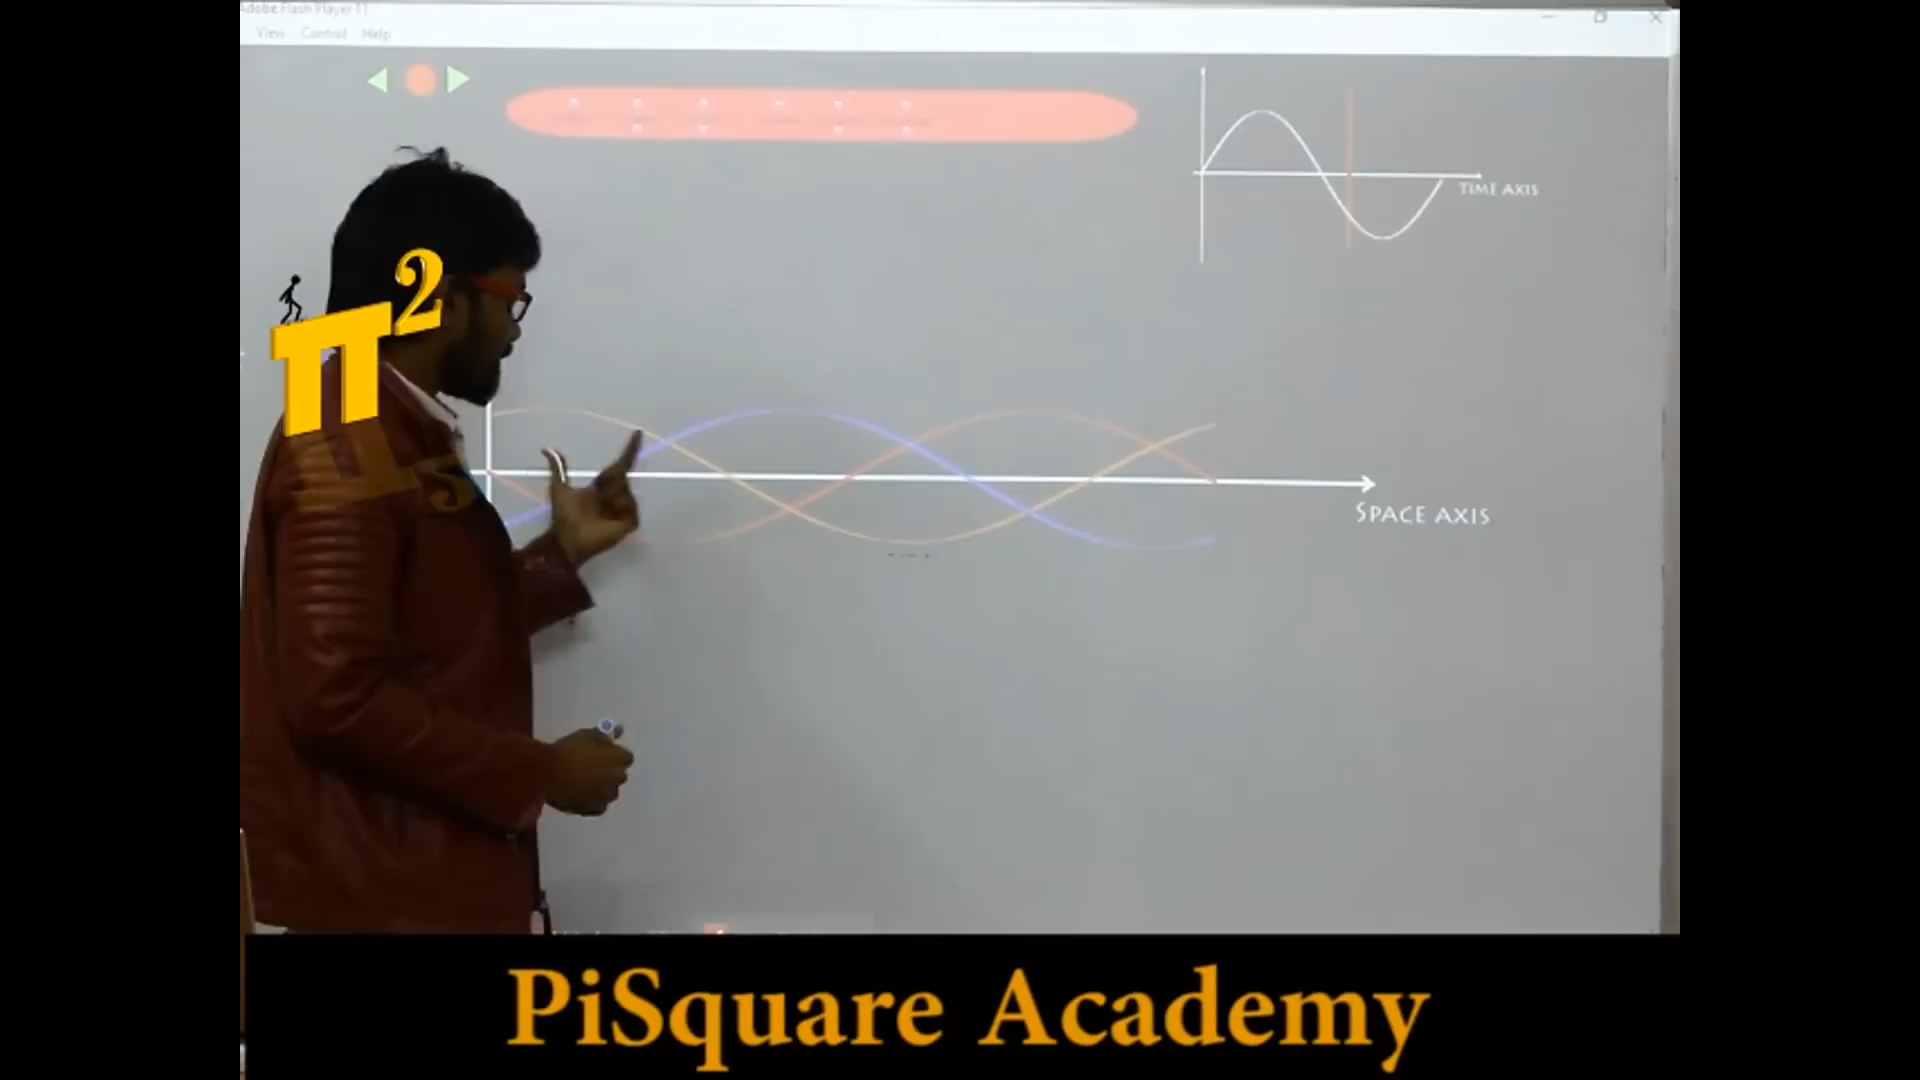 Adobe Flash Player 11
View Control Help
TIME AXIS
π2
SPACE AXIS
PiSquare Academy